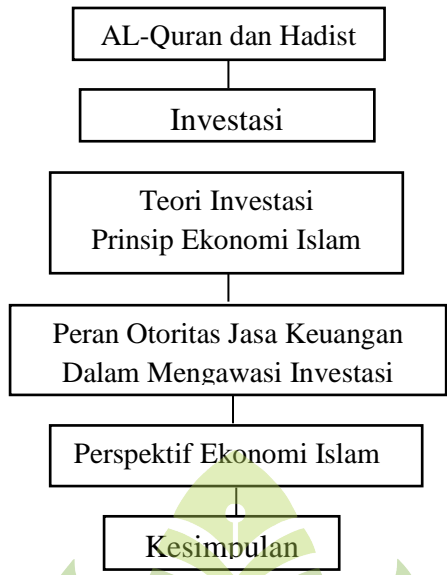 AL-Quran dan Hadist
Investasi
Teori Investasi
Prinsip Ekonomi Islam
Peran Otoritas Jasa Keuangan
Dalam Mengawasi Investasi
Perspektif Ekonomi Islam
Kesimpulan